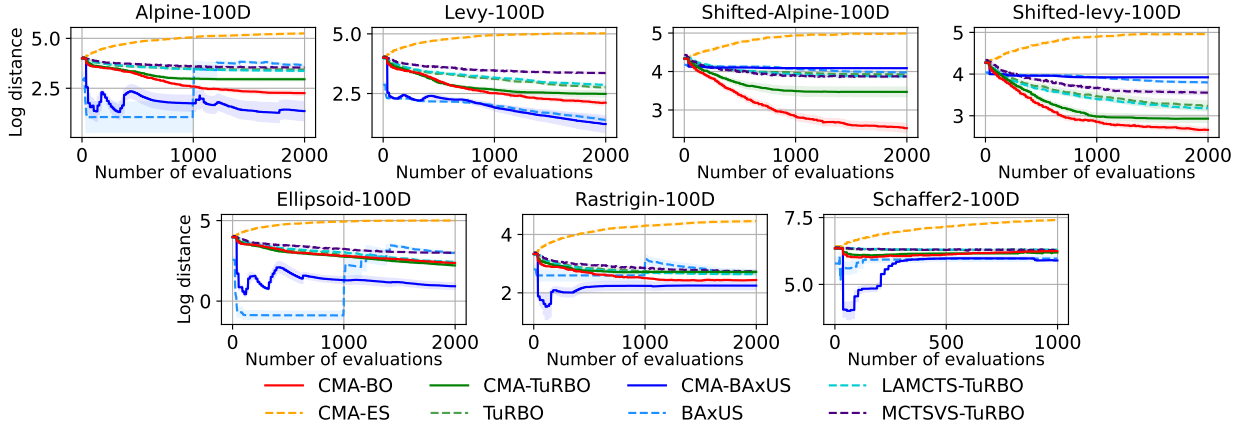 Alpine-100D Levy-100D Shifted-Alpine-100D Shifted-levy-100D
Log distance
5.0
2.5
0 1000 2000
Number of evaluations
5.0
2.5
0 1000 2000
Number of evaluations
5
4
3
0 1000 2000
Number of evaluations
5
4
3
0 1000 2000
Number of evaluations
Ellipsoid-100D Rastrigin-100D Schaffer2-100D
Log distance
5
0
0 1000 2000
Number of evaluations
4
2
0 1000 2000
Number of evaluations
7.5
5.0
0 500 1000
Number of evaluations
CMA-BO CMA-TuRBO CMA-BAxUS LAMCTS-TuRBO
CMA-ES TuRBO BAxUS MCTSVS-TuRBO